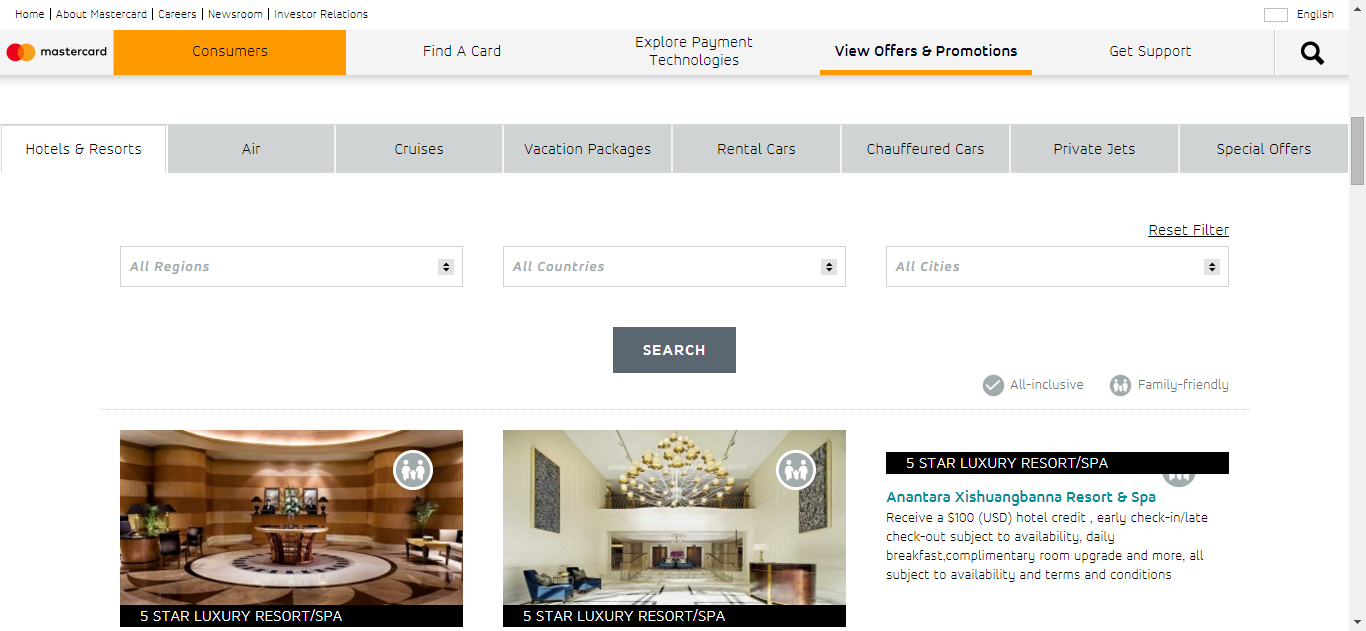 Home | About Mastercard | Careers | Newsroom | Investor Relations
English
mastercard
Consumers
Find A Card
Explore Payment
Technologies
View Offers & Promotions
Get Support
Hotels & Resorts
Air
Cruises
Vacation Packages
Rental Cars
Chauffeured Cars
Private Jets
Special Offers
Reset Filter
All Regions
All Countries
All Cities
SEARCH
All-inclusive
Family-friendly
5 STAR LUXURY RESORT/SPA
5 STAR LUXURY RESORT/SPA
5 STAR LUXURY RESORT/SPA
Anantara Xishuangbanna Resort & Spa
Receive a $100 (USD) hotel credit , early check-in/late
check-out subject to availability, daily
breakfast,complimentary room upgrade and more, all
subject to availability and terms and conditions